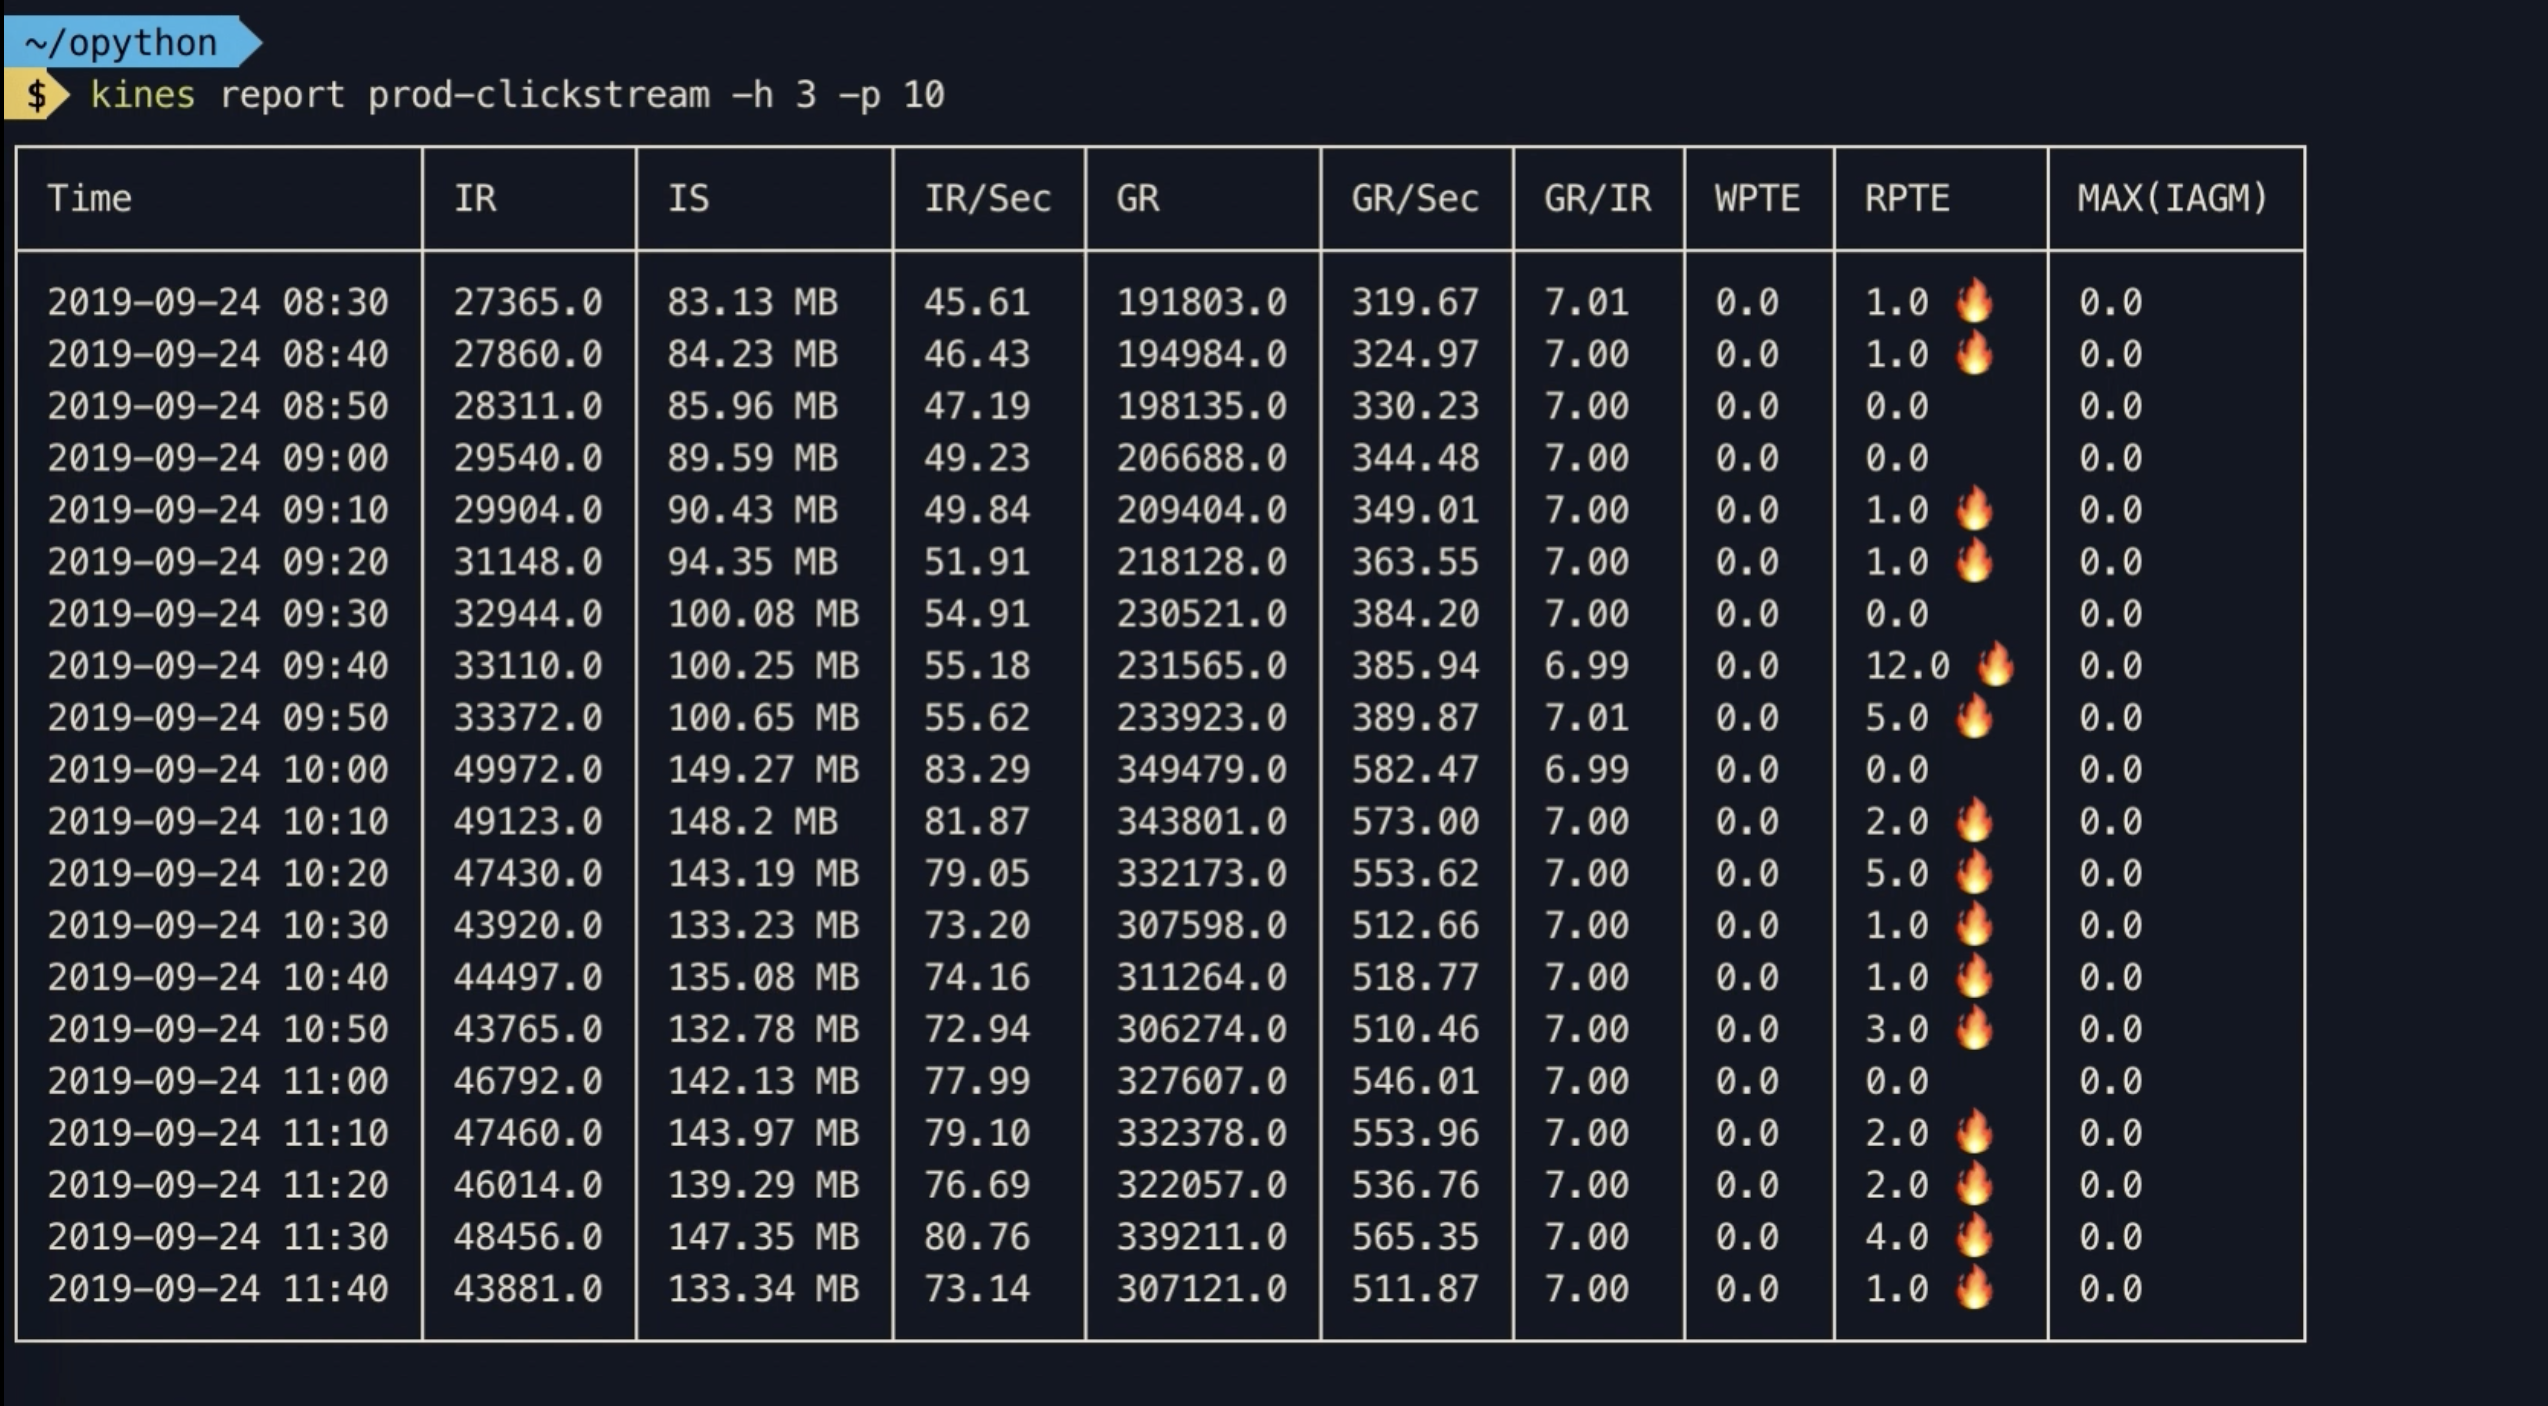 ~/opython
$ kines report prod-clickstream -h 3 -p 10
Time IR IS IR/Sec GR GR/Sec GR/IR WPTE RPTE MAX(IAGM)
2019-09-24 08:30 27365.0 83.13 MB 45.61 191803.0 319.67 7.01 0.0 1.0 🔥 0.0
2019-09-24 08:40 27860.0 84.23 MB 46.43 194984.0 324.97 7.00 0.0 1.0 🔥 0.0
2019-09-24 08:50 28311.0 85.96 MB 47.19 198135.0 330.23 7.00 0.0 0.0 0.0
2019-09-24 09:00 29540.0 89.59 MB 49.23 206688.0 344.48 7.00 0.0 0.0 0.0
2019-09-24 09:10 29904.0 90.43 MB 49.84 209404.0 349.01 7.00 0.0 1.0 🔥 0.0
2019-09-24 09:20 31148.0 94.35 MB 51.91 218128.0 363.55 7.00 0.0 1.0 🔥 0.0
2019-09-24 09:30 32944.0 100.08 MB 54.91 230521.0 384.20 7.00 0.0 0.0 0.0
2019-09-24 09:40 33110.0 100.25 MB 55.18 231565.0 385.94 6.99 0.0 12.0 🔥 0.0
2019-09-24 09:50 33372.0 100.65 MB 55.62 233923.0 389.87 7.01 0.0 5.0 🔥 0.0
2019-09-24 10:00 49972.0 149.27 MB 83.29 349479.0 582.47 6.99 0.0 0.0 0.0
2019-09-24 10:10 49123.0 148.2 MB 81.87 343801.0 573.00 7.00 0.0 2.0 🔥 0.0
2019-09-24 10:20 47430.0 143.19 MB 79.05 332173.0 553.62 7.00 0.0 5.0 🔥 0.0
2019-09-24 10:30 43920.0 133.23 MB 73.20 307598.0 512.66 7.00 0.0 1.0 🔥 0.0
2019-09-24 10:40 44497.0 135.08 MB 74.16 311264.0 518.77 7.00 0.0 1.0 🔥 0.0
2019-09-24 10:50 43765.0 132.78 MB 72.94 306274.0 510.46 7.00 0.0 3.0 🔥 0.0
2019-09-24 11:00 46792.0 142.13 MB 77.99 327607.0 546.01 7.00 0.0 0.0 0.0
2019-09-24 11:10 47460.0 143.97 MB 79.10 332378.0 553.96 7.00 0.0 2.0 🔥 0.0
2019-09-24 11:20 46014.0 139.29 MB 76.69 322057.0 536.76 7.00 0.0 2.0 🔥 0.0
2019-09-24 11:30 48456.0 147.35 MB 80.76 339211.0 565.35 7.00 0.0 4.0 🔥 0.0
2019-09-24 11:40 43881.0 133.34 MB 73.14 307121.0 511.87 7.00 0.0 1.0 🔥 0.0